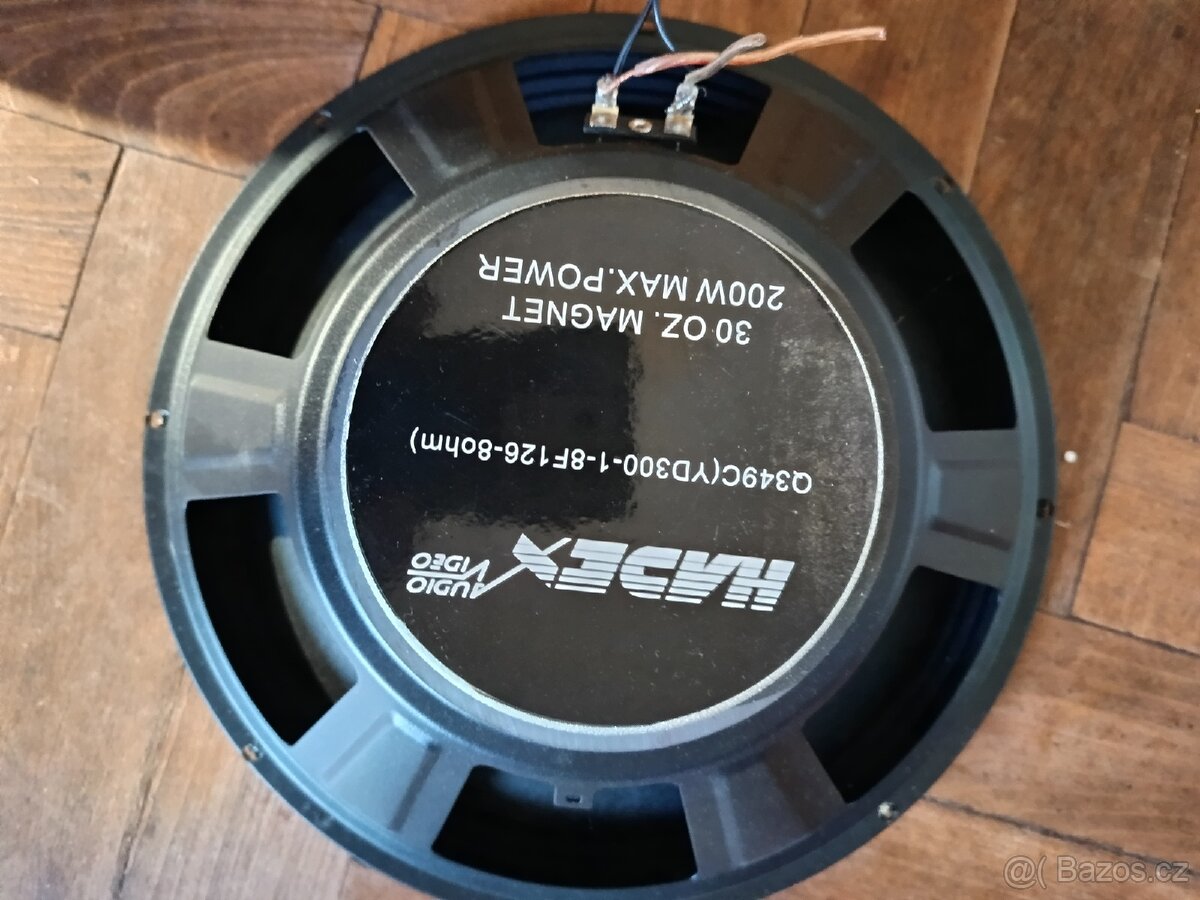 HADEX
AUDIO
VIDEO
Q349C(YD300-1-8F126-8ohm)
30 OZ. MAGNET
200W MAX.POWER
@( Bazos.cz